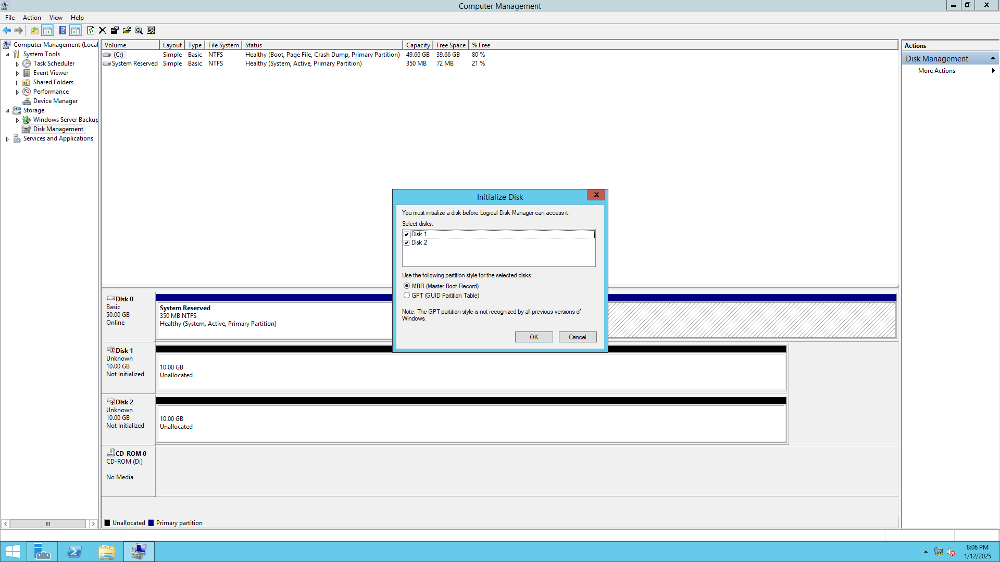 Computer Management
File Action View Help
Computer Management (Local
System Tools
Task Scheduler
Event Viewer
Shared Folders
Performance
Device Manager
Storage
Windows Server Backup
Disk Management
Services and Applications
Volume Layout Type File System Status Capacity Free Space % Free
(C:) Simple Basic NTFS Healthy (Boot, Page File, Crash Dump, Primary Partition) 49.66 GB 39.66 GB 80 %
System Reserved Simple Basic NTFS Healthy (System, Active, Primary Partition) 350 MB 72 MB 21 %
Actions
Disk Management
More Actions
Initialize Disk
You must initialize a disk before Logical Disk Manager can access it.
Select disks:
Disk 1
Disk 2
Use the following partition style for the selected disks:
MBR (Master Boot Record)
GPT (GUID Partition Table)
Note: The GPT partition style is not recognized by all previous versions of
Windows.
OK Cancel
Disk 0
Basic
50.00 GB
Online
System Reserved
350 MB NTFS
Healthy (System, Active, Primary Partition)
Disk 1
Unknown
10.00 GB
Not Initialized
10.00 GB
Unallocated
Disk 2
Unknown
10.00 GB
Not Initialized
10.00 GB
Unallocated
CD-ROM 0
CD-ROM (D:)
No Media
Unallocated Primary partition
8:06 PM
1/12/2025